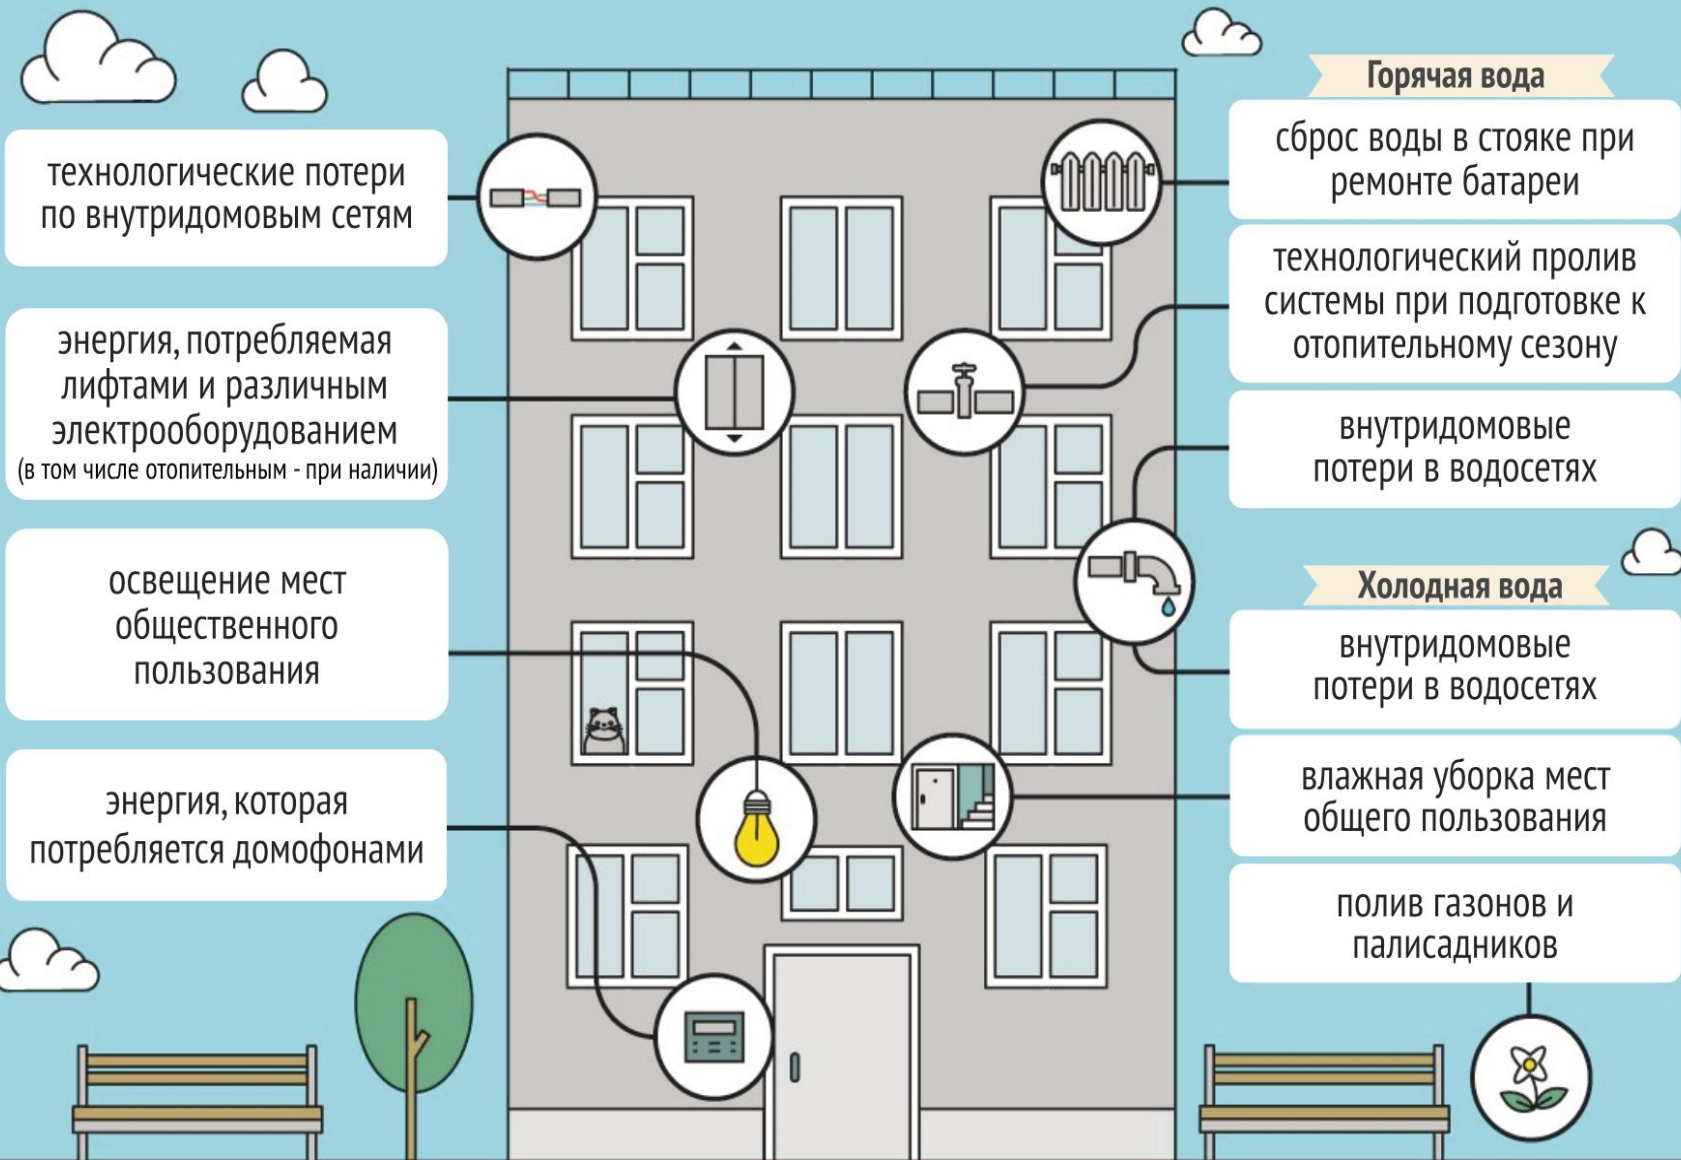 технологические потери
по внутридомовым сетям
энергия, потребляемая
лифтами и различным
электрооборудованием
(в том числе отопительным - при наличии)
освещение мест
общественного
пользования
энергия, которая
потребляется домофонами
Горячая вода
сброс воды в стояке при
ремонте батареи
технологический пролив
системы при подготовке к
отопительному сезону
внутридомовые
потери в водосетях
Холодная вода
внутридомовые
потери в водосетях
влажная уборка мест
общего пользования
полив газонов и
палисадников